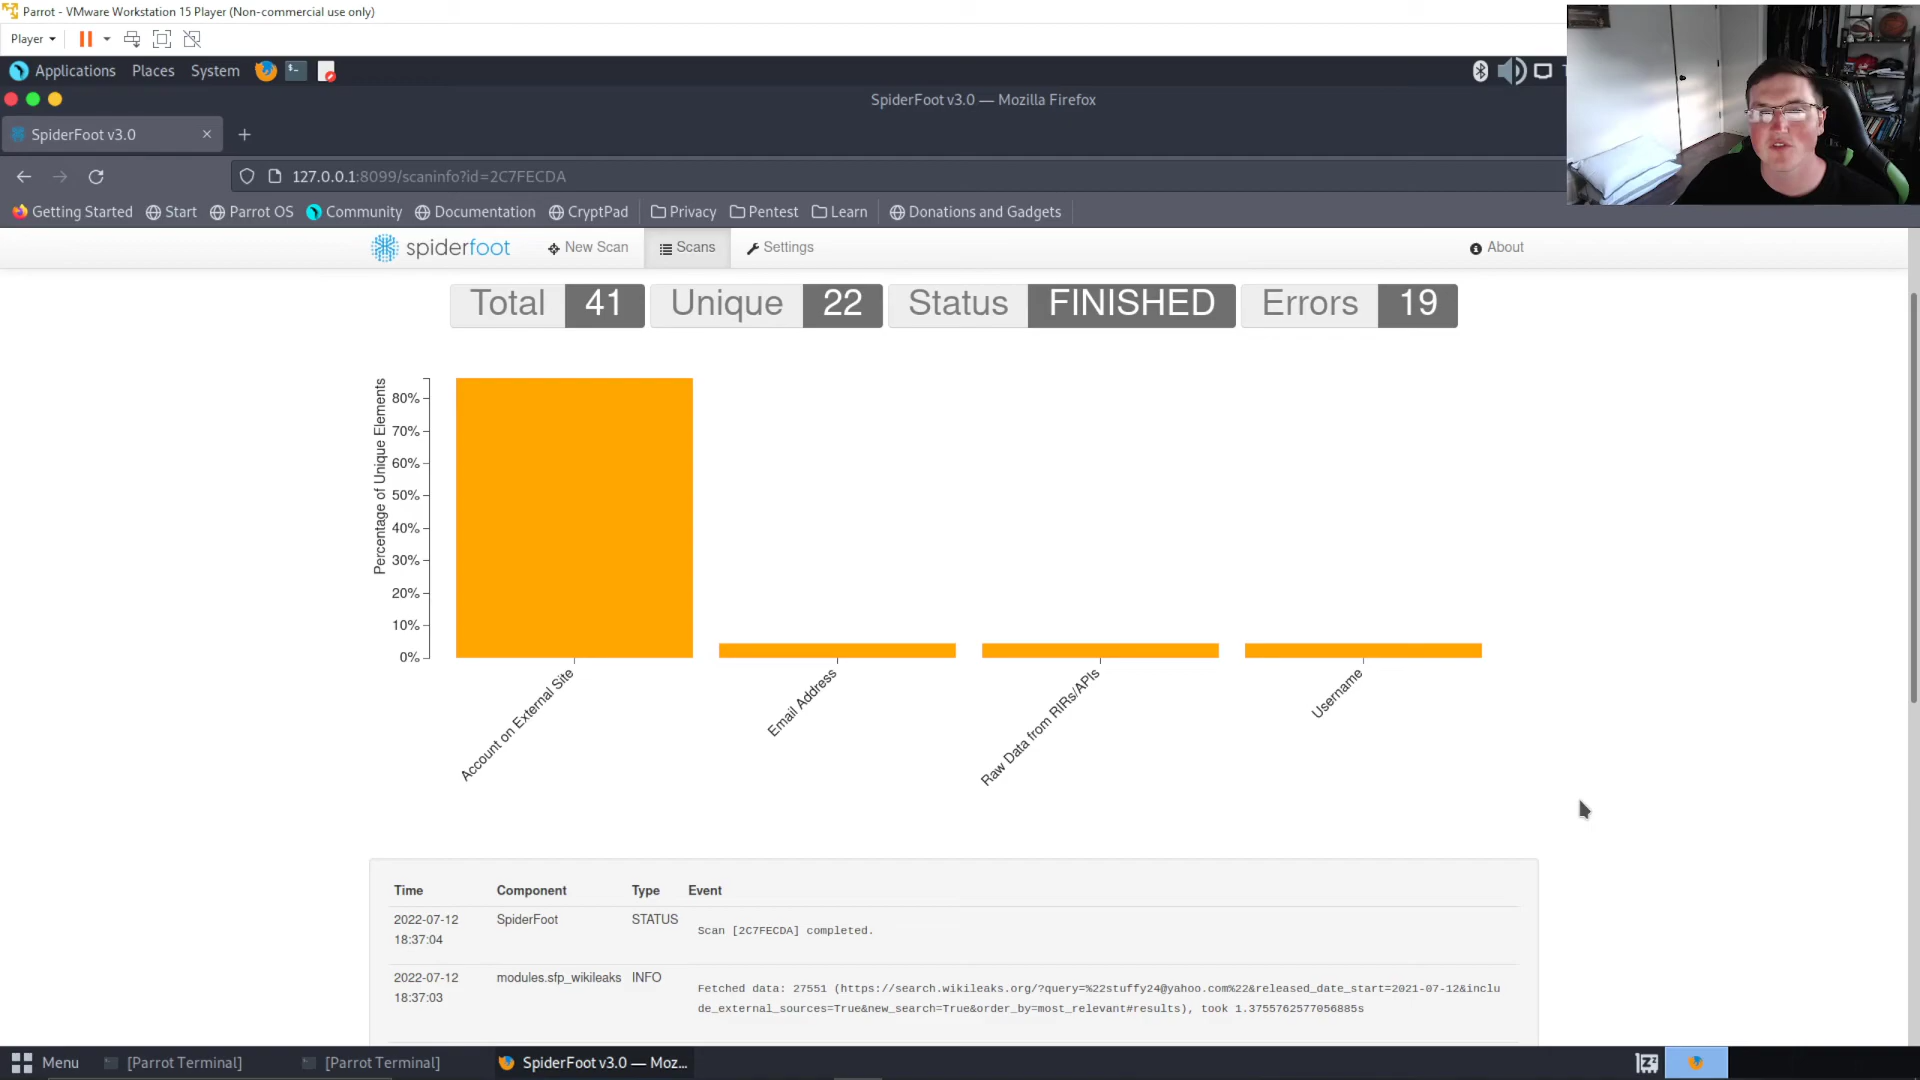 Parrot - VMware Workstation 15 Player (Non-commercial use only)
Player
Applications Places System
SpiderFoot v3.0 — Mozilla Firefox
SpiderFoot v3.0
127.0.0.1:8099/scaninfo?id=2C7FECDA
Getting Started Start Parrot OS Community Documentation CryptPad Privacy Pentest Learn Donations and Gadgets
spiderfoot New Scan Scans Settings About
Total 41 Unique 22 Status FINISHED Errors 19
Percentage of Unique Elements
80%
70%
60%
50%
40%
30%
20%
10%
0%
Account on External Site
Email Address
Raw Data from RIRs/APIs
Username
Time Component Type Event
2022-07-12 SpiderFoot STATUS
18:37:04
Scan [2C7FECDA] completed.
2022-07-12 modules.sfp_wikileaks INFO
18:37:03
Fetched data: 27551 (https://search.wikileaks.org/?query=%22stuffy24@yahoo.com%22&released_date_start=2021-07-12&inclu
de_external_sources=True&new_search=True&order_by=most_relevant#results), took 1.3755762577056885s
Menu [Parrot Terminal] [Parrot Terminal] SpiderFoot v3.0 — Moz...